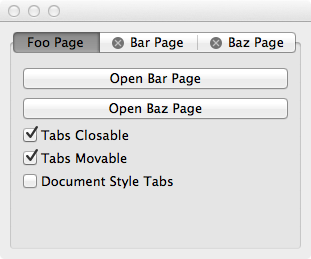 Foo Page Bar Page Baz Page
Open Bar Page
Open Baz Page
Tabs Closable
Tabs Movable
Document Style Tabs